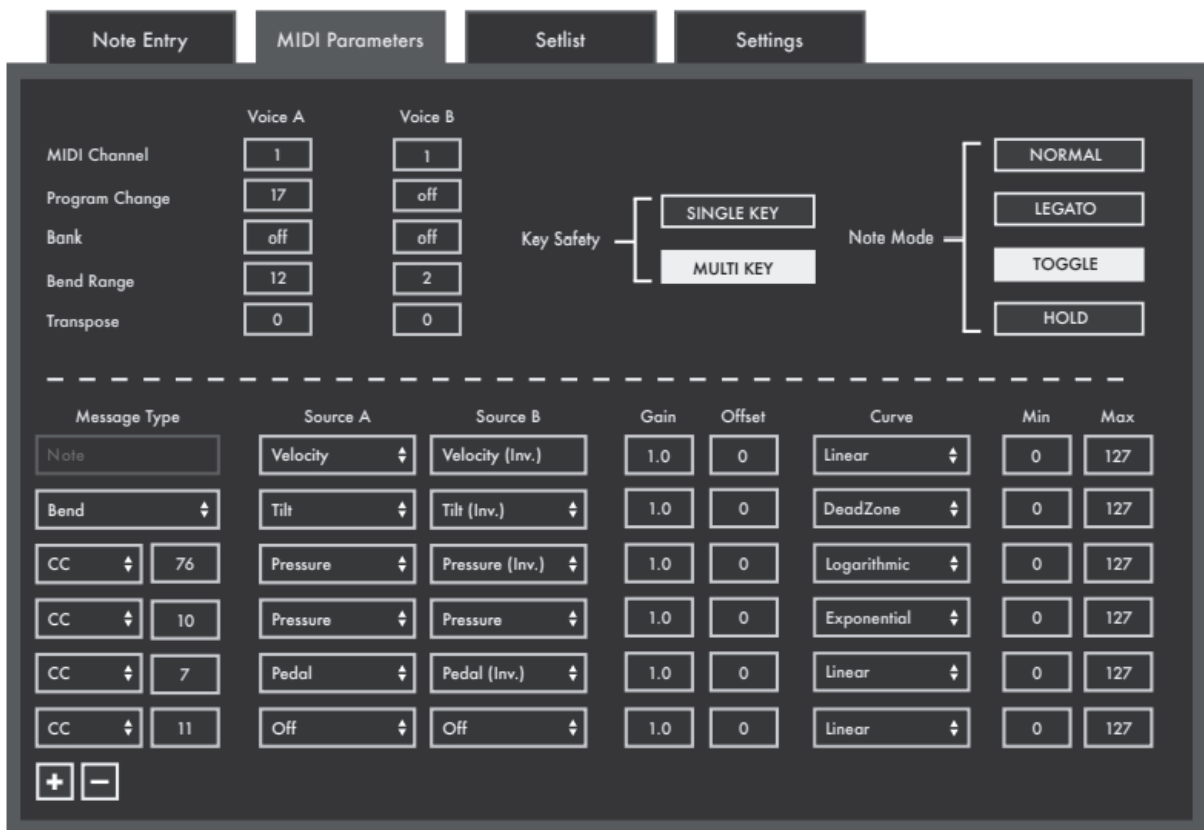 Note Entry MIDI Parameters Setlist Settings
Voice A Voice B
MIDI Channel 1 1
Program Change 17 off
Bank off off
Bend Range 12 2
Transpose 0 0
Key Safety
SINGLE KEY
MULTI KEY
Note Mode
NORMAL
LEGATO
TOGGLE
HOLD
Message Type Source A Source B Gain Offset Curve Min Max
Note Velocity Velocity (Inv.) 1.0 0 Linear 0 127
Bend Tilt Tilt (Inv.) 1.0 0 DeadZone 0 127
CC 76 Pressure Pressure (Inv.) 1.0 0 Logarithmic 0 127
CC 10 Pressure Pressure 1.0 0 Exponential 0 127
CC 7 Pedal Pedal (Inv.) 1.0 0 Linear 0 127
CC 11 Off Off 1.0 0 Linear 0 127
+ −